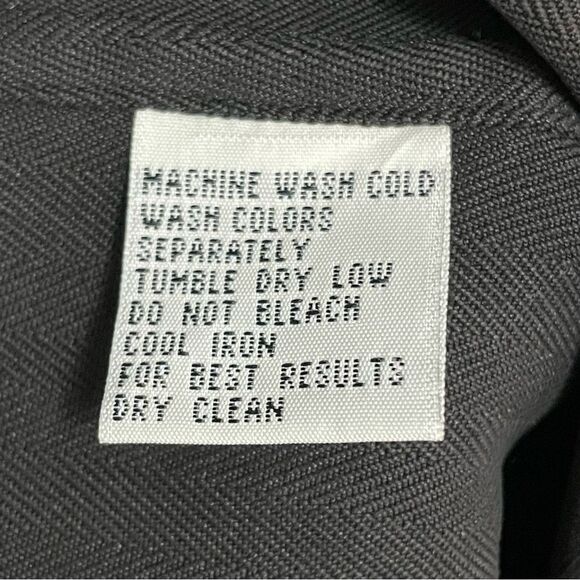 MACHINE WASH COLD
WASH COLORS
SEPARATELY
TUMBLE DRY LOW
DO NOT BLEACH
COOL IRON
FOR BEST RESULTS
DRY CLEAN